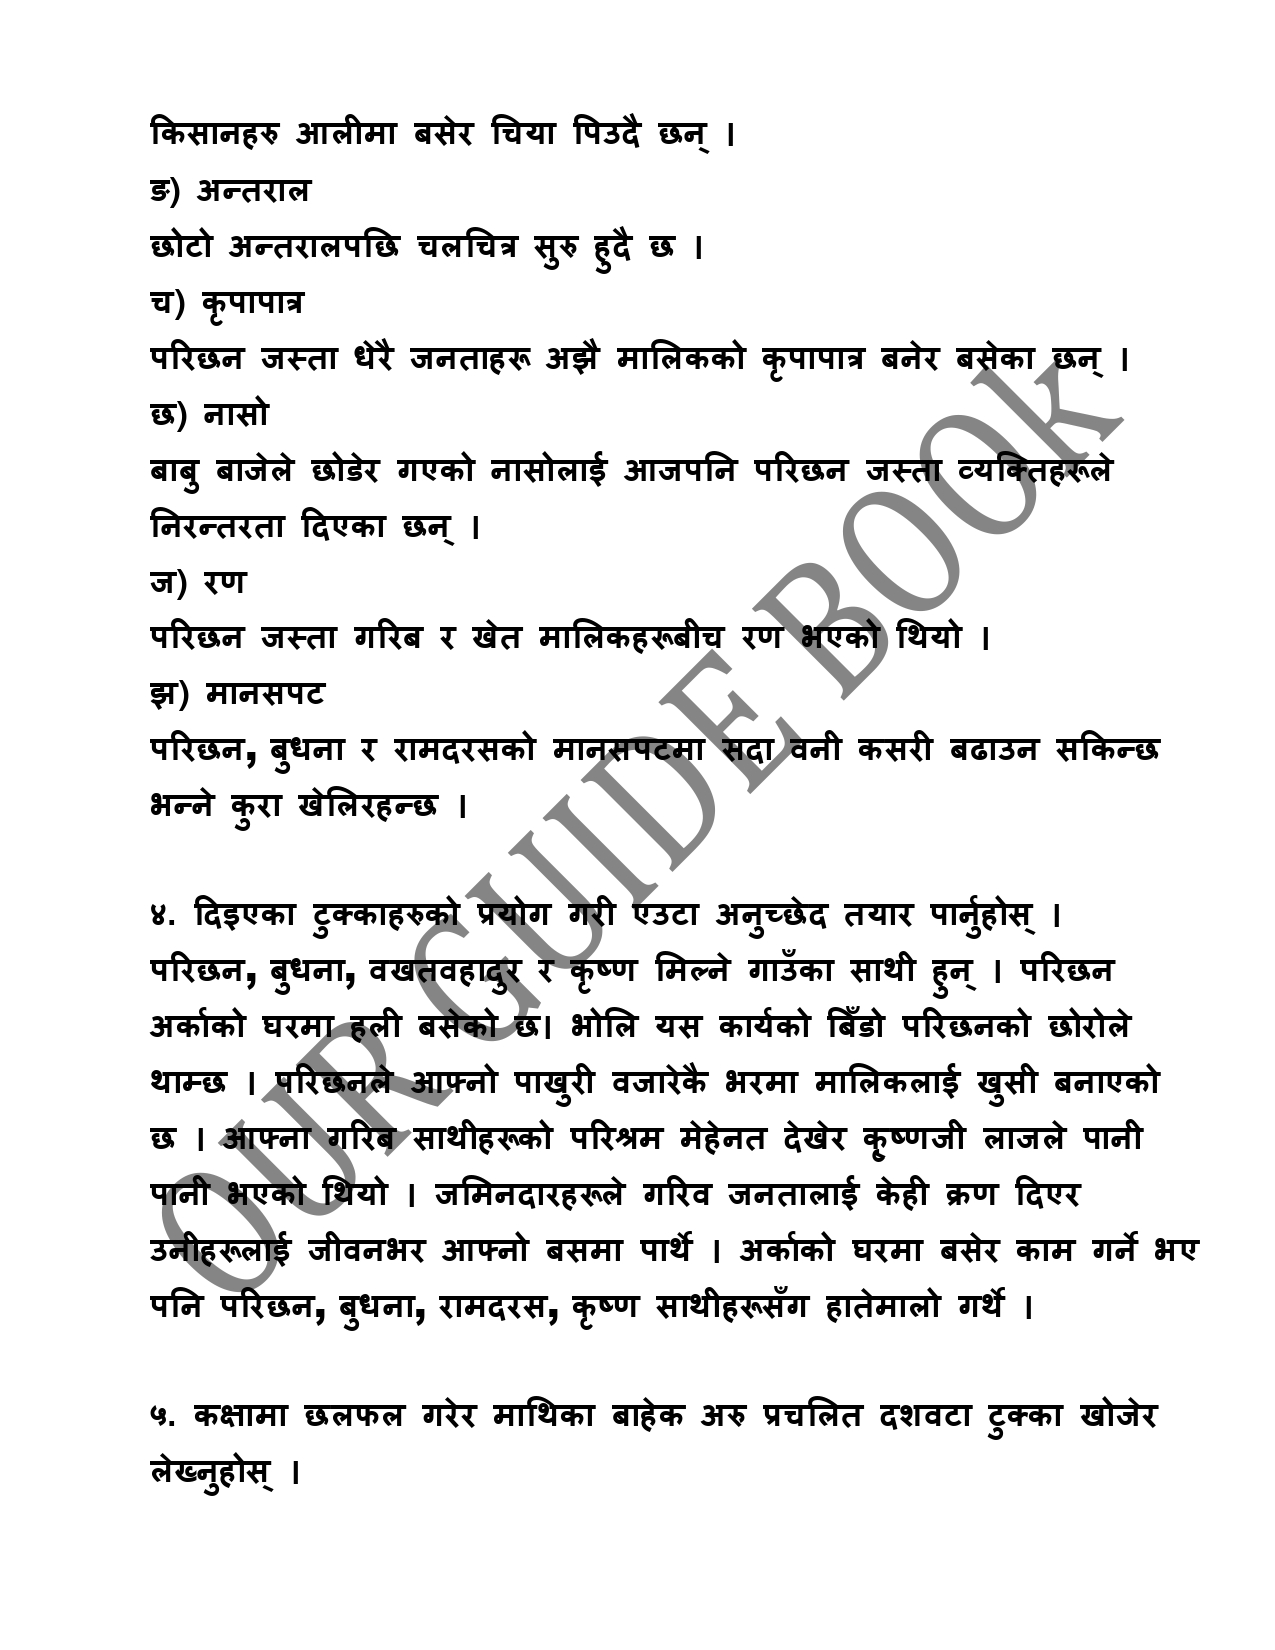 किसानहरु आलीमा बसेर चिया पिउदै छन् ।
ङ) अन्तराल
छोटो अन्तरालपछि चलचित्र सुरु हुदै छ ।
च) कृपापात्र
परिछन जस्ता धेरै जनताहरू अझै मालिकको कृपापात्र बनेर बसेका छन् ।
छ) नासो
बाबु बाजेले छोडेर गएको नासोलाई आजपनि परिछन जस्ता व्यक्तिहरूले
निरन्तरता दिएका छन् ।
ज) रण
परिछन जस्ता गरिब र खेत मालिकहरूबीच रण भएको थियो ।
झ) मानसपट
परिछन, बुधना र रामदरसको मानसपटमा सदा वनी कसरी बढाउन सकिन्छ
भन्ने कुरा खेलिरहन्छ ।
४. दिइएका टुक्काहरुको प्रयोग गरी एउटा अनुच्छेद तयार पार्नुहोस् ।
परिछन, बुधना, वखतवहादुर र कृष्ण मिल्ने गाउँका साथी हुन् । परिछन
अर्काको घरमा हली बसेको छ। भोलि यस कार्यको बिँडो परिछनको छोरोले
थाम्छ । परिछनले आफ्नो पाखुरी वजारेकै भरमा मालिकलाई खुसी बनाएको
छ । आफ्ना गरिब साथीहरूको परिश्रम मेहेनत देखेर कृष्णजी लाजले पानी
पानी भएको थियो । जमिनदारहरूले गरिव जनतालाई केही क्रण दिएर
उनीहरूलाई जीवनभर आफ्नो बसमा पार्थे । अर्काको घरमा बसेर काम गर्ने भए
पनि परिछन, बुधना, रामदरस, कृष्ण साथीहरूसँग हातेमालो गर्थे ।
५. कक्षामा छलफल गरेर माथिका बाहेक अरु प्रचलित दशवटा टुक्का खोजेर
लेख्नुहोस् ।
OUR GUIDE BOOk